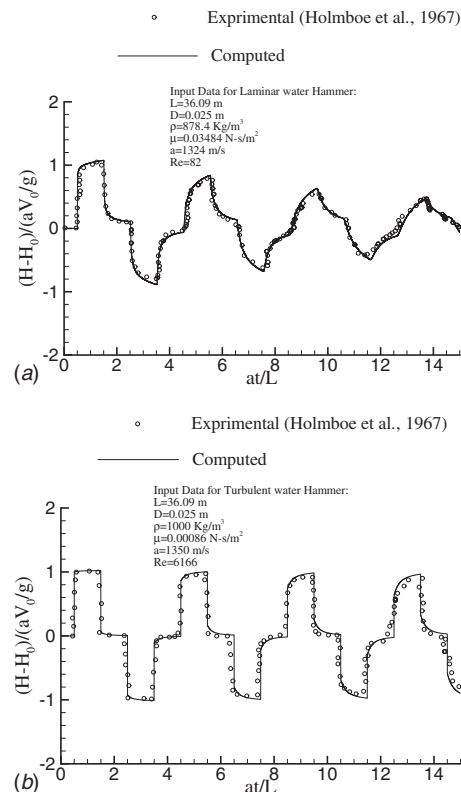 Exprimental (Holmboe et al., 1967)
Computed
Input Data for Laminar water Hammer:
L=36.09 m
D=0.025 m
ρ=878.4 Kg/m³
μ=0.03484 N-s/m²
a=1324 m/s
Re=82
2
1
0
-1
-2
(H-H₀)/(aV₀/g)
0 2 4 6 8 10 12 14
at/L
(a)
Exprimental (Holmboe et al., 1967)
Computed
Input Data for Turbulent water Hammer:
L=36.09 m
D=0.025 m
ρ=1000 Kg/m³
μ=0.00086 N-s/m²
a=1350 m/s
Re=6166
2
1
0
-1
-2
(H-H₀)/(aV₀/g)
0 2 4 6 8 10 12 14
at/L
(b)